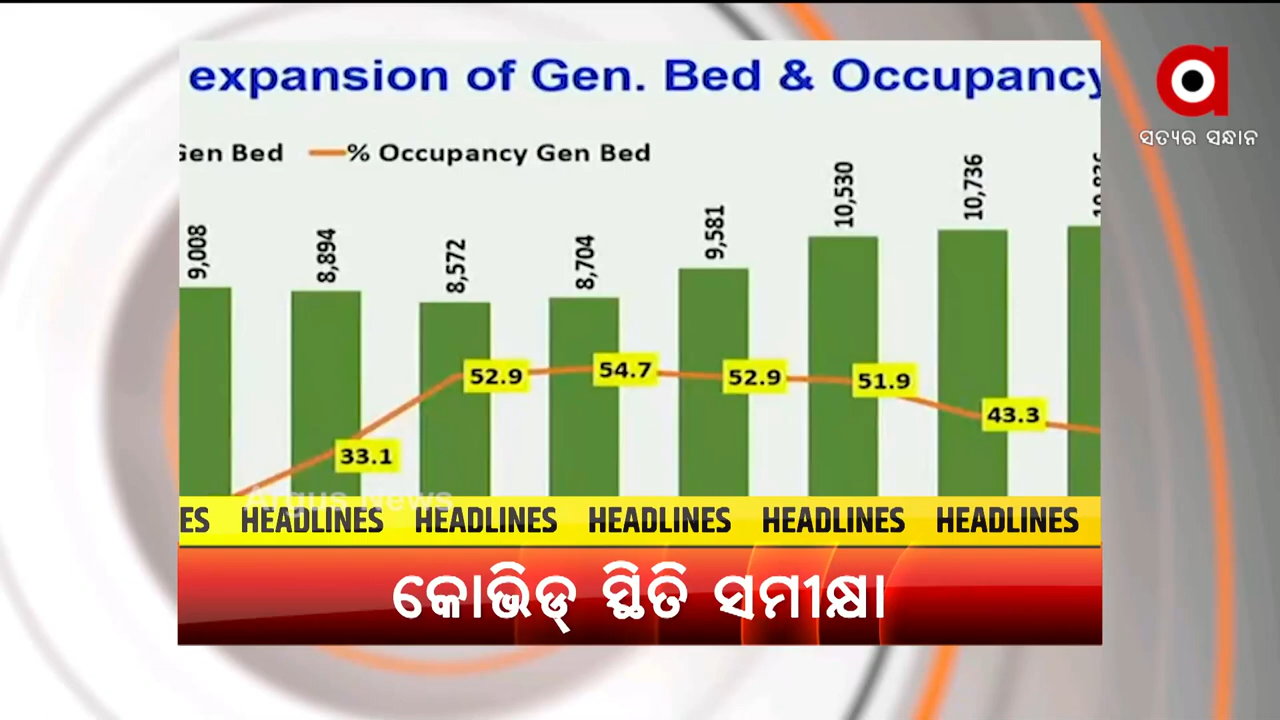 expansion of Gen. Bed & Occupancy
ସତ୍ୟର ସନ୍ଧାନ
Gen Bed % Occupancy Gen Bed
9,008 8,894 8,572 8,704 9,581 10,530 10,736
33.1 52.9 54.7 52.9 51.9 43.3
Argus News
ES HEADLINES HEADLINES HEADLINES HEADLINES HEADLINES
କୋଭିଡ୍ ସ୍ଥିତି ସମୀକ୍ଷା